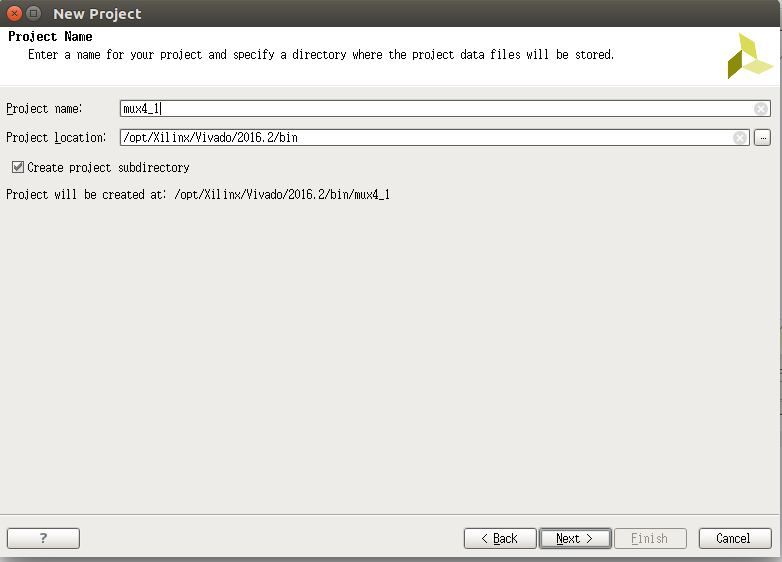 New Project
Project Name
Enter a name for your project and specify a directory where the project data files will be stored.
Project name: mux4_1
Project location: /opt/Xilinx/Vivado/2016.2/bin ...
Create project subdirectory
Project will be created at: /opt/Xilinx/Vivado/2016.2/bin/mux4_1
? < Back Next > Finish Cancel